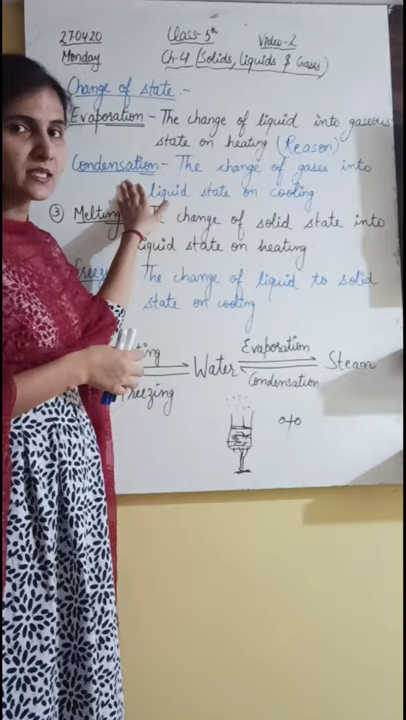 27.04.20
Monday
Class-5th
Video-2
Ch-4 (Solids, Liquids & Gases)
Change of state :-
Evaporation - The change of liquid into gaseous
state on heating (Reason)
Condensation - The change of gases into
liquid state on cooling
③ Melting change of solid state into
liquid state on heating
The change of liquid to solid
state on cooling
Water Evaporation Steam
Condensation
Freezing